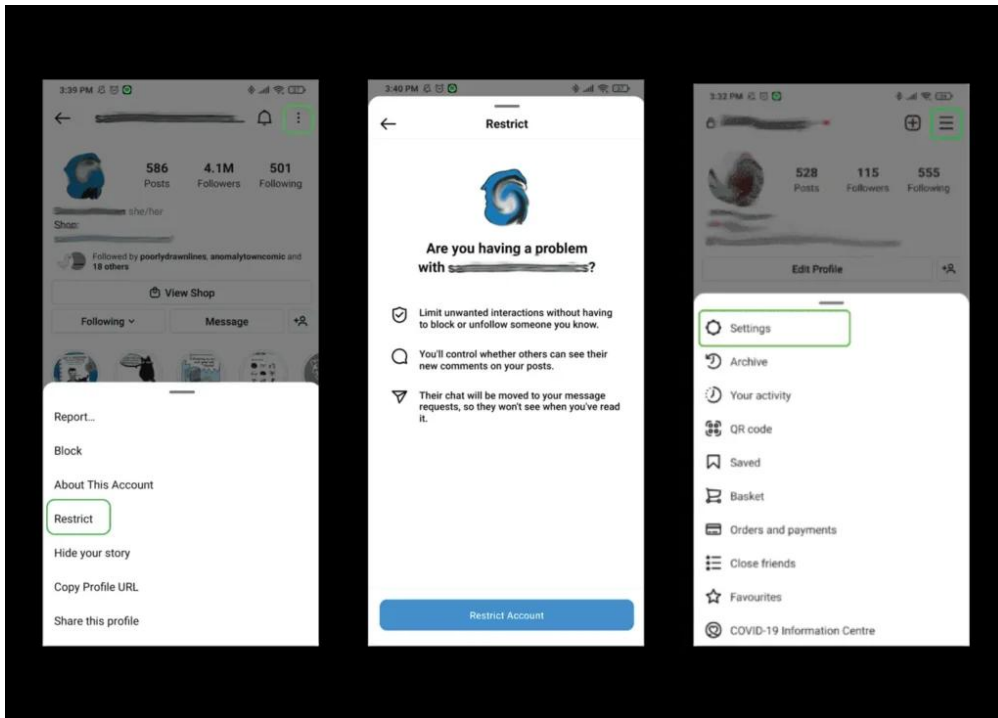 3:39 PM
586 4.1M 501
Posts Followers Following
she/her
Shop:
Followed by poorlydrawnlines, anomalytowncomic and
18 others
View Shop
Following
Message
Report...
Block
About This Account
Restrict
Hide your story
Copy Profile URL
Share this profile
3:40 PM
Restrict
Are you having a problem
with s s?
Limit unwanted interactions without having
to block or unfollow someone you know.
You'll control whether others can see their
new comments on your posts.
Their chat will be moved to your message
requests, so they won't see when you've read
it.
Restrict Account
3:32 PM
528 115 555
Posts Followers Following
Edit Profile
Settings
Archive
Your activity
QR code
Saved
Basket
Orders and payments
Close friends
Favourites
COVID-19 Information Centre